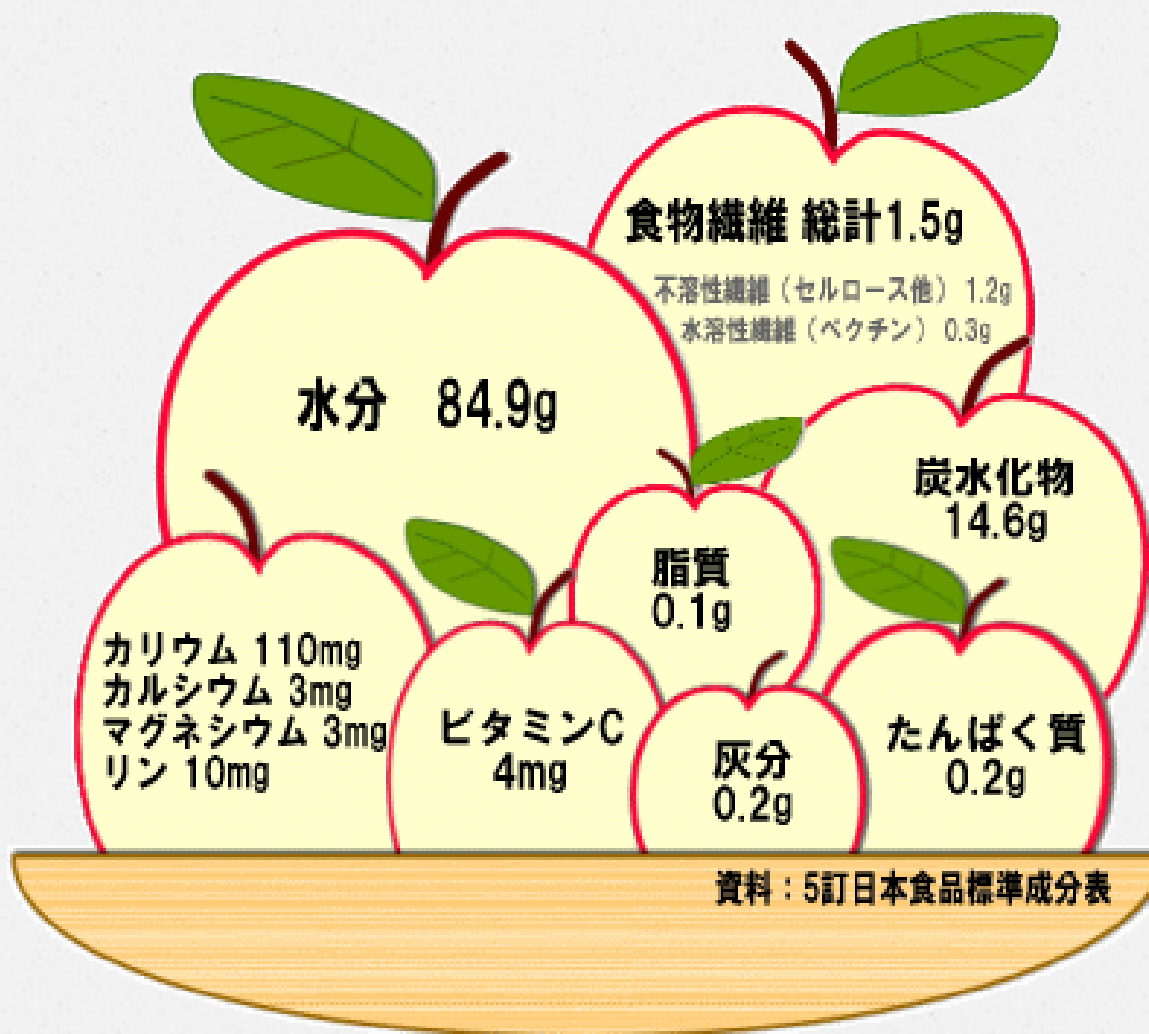 食物繊維 総計1.5g
不溶性繊維（セルロース他） 1.2g
水溶性繊維（ペクチン） 0.3g
水分　84.9g
炭水化物
14.6g
脂質
0.1g
カリウム 110mg
カルシウム 3mg
マグネシウム 3mg
リン 10mg
ビタミンC
4mg
灰分
0.2g
たんぱく質
0.2g
資料：5訂日本食品標準成分表